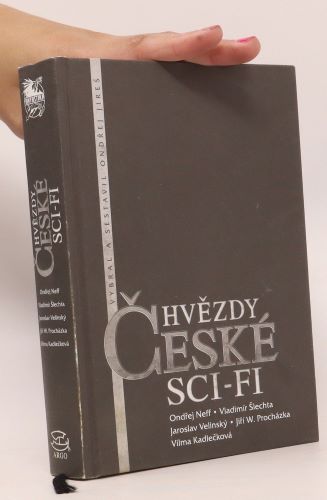 HVĚZDY
ČESKÉ
SCI-FI
Ondřej Neff
Vladimír Šlechta
Jaroslav Velinský
Jiří W. Procházka
Vilma Kadlečková
ARGO
VYBRAL A SESTAVIL ONDŘEJ JIREŠ
HVĚZDY
ČESKÉ
SCI-FI
Ondřej Neff • Vladimír Šlechta
Jaroslav Velinský • Jiří W. Procházka
Vilma Kadlečková